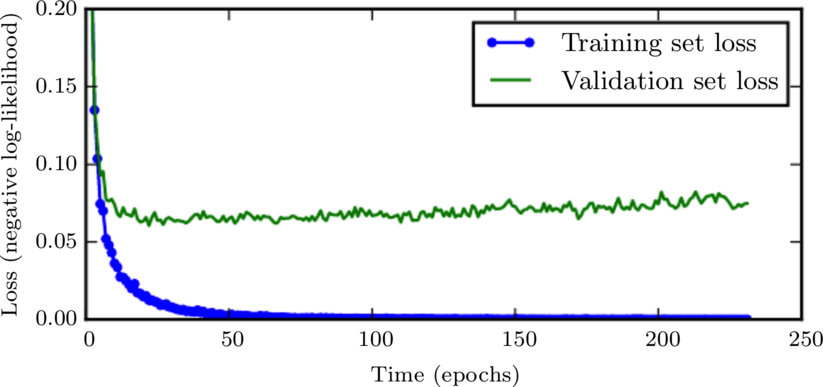 Loss (negative log-likelihood)
0.20
0.15
0.10
0.05
0.00
Training set loss
Validation set loss
0 50 100 150 200 250
Time (epochs)